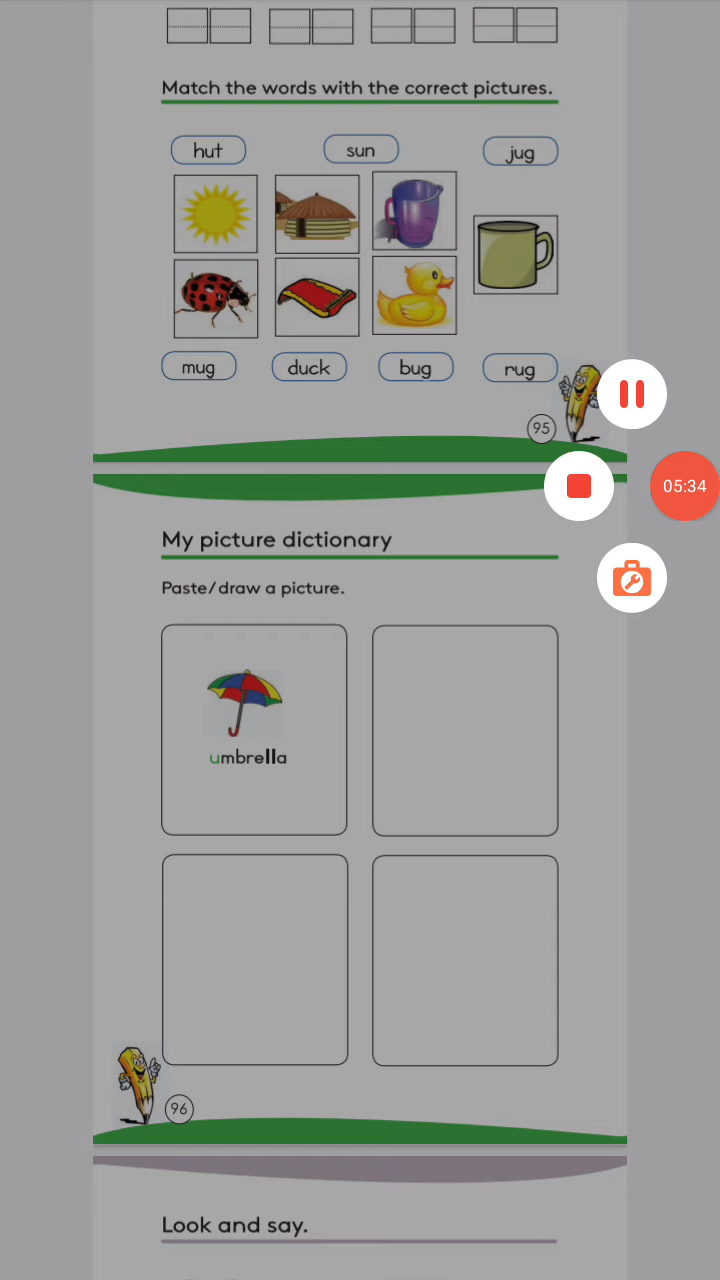 Match the words with the correct pictures.
hut sun jug
mug duck bug rug
95
05:34
My picture dictionary
Paste/draw a picture.
umbrella
96
Look and say.